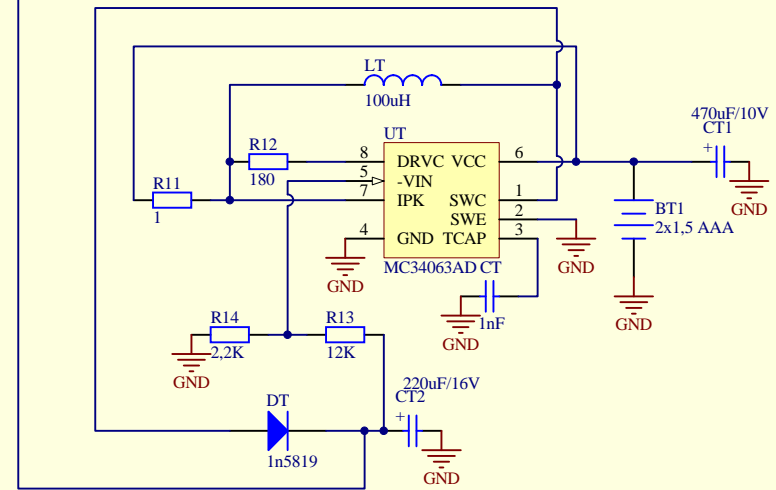 LT
100uH
470uF/10V
CT1
+
GND
UT
R12
180
8 DRVC VCC 6
5 -VIN
7 IPK SWC 1
SWE 2
4 GND TCAP 3
MC34063AD
R11
1
BT1
2x1,5 AAA
GND
GND
GND
CT
1nF
GND
R14
2,2K
GND
R13
12K
220uF/16V
CT2
+
GND
DT
1n5819